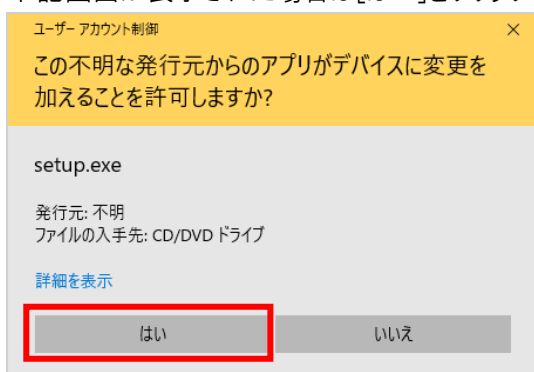 ユーザー アカウント制御
この不明な発行元からのアプリがデバイスに変更を
加えることを許可しますか?
setup.exe
発行元: 不明
ファイルの入手先: CD/DVD ドライブ
詳細を表示
はい
いいえ